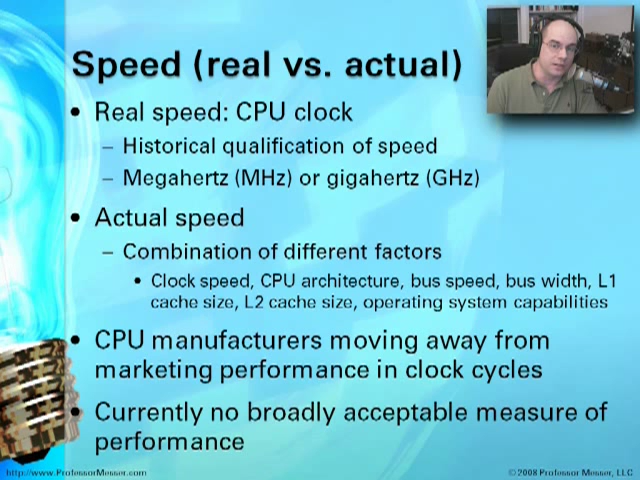 Speed (real vs. actual)
• Real speed: CPU clock
– Historical qualification of speed
– Megahertz (MHz) or gigahertz (GHz)
• Actual speed
– Combination of different factors
• Clock speed, CPU architecture, bus speed, bus width, L1
cache size, L2 cache size, operating system capabilities
• CPU manufacturers moving away from
marketing performance in clock cycles
• Currently no broadly acceptable measure of
performance
http://www.ProfessorMesser.com
© 2008 Professor Messer, LLC